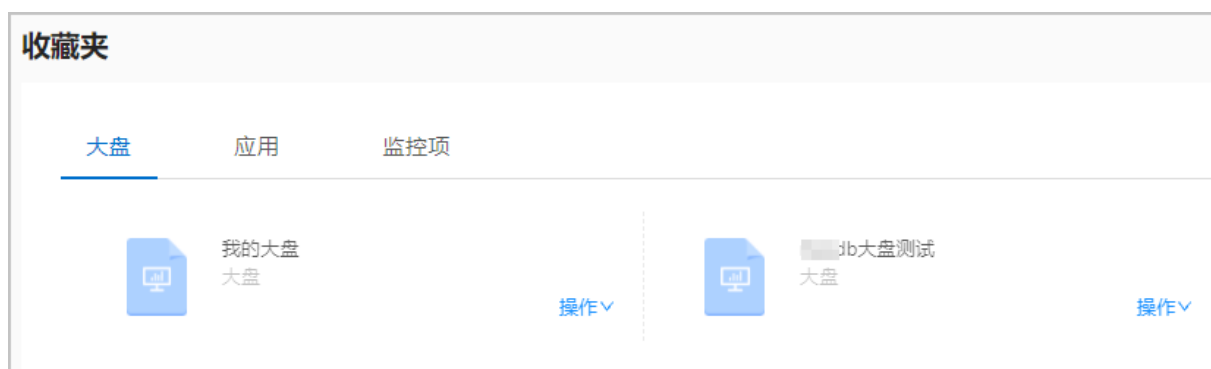 收藏夹
大盘 应用 监控项
我的大盘
大盘
操作
db大盘测试
大盘
操作